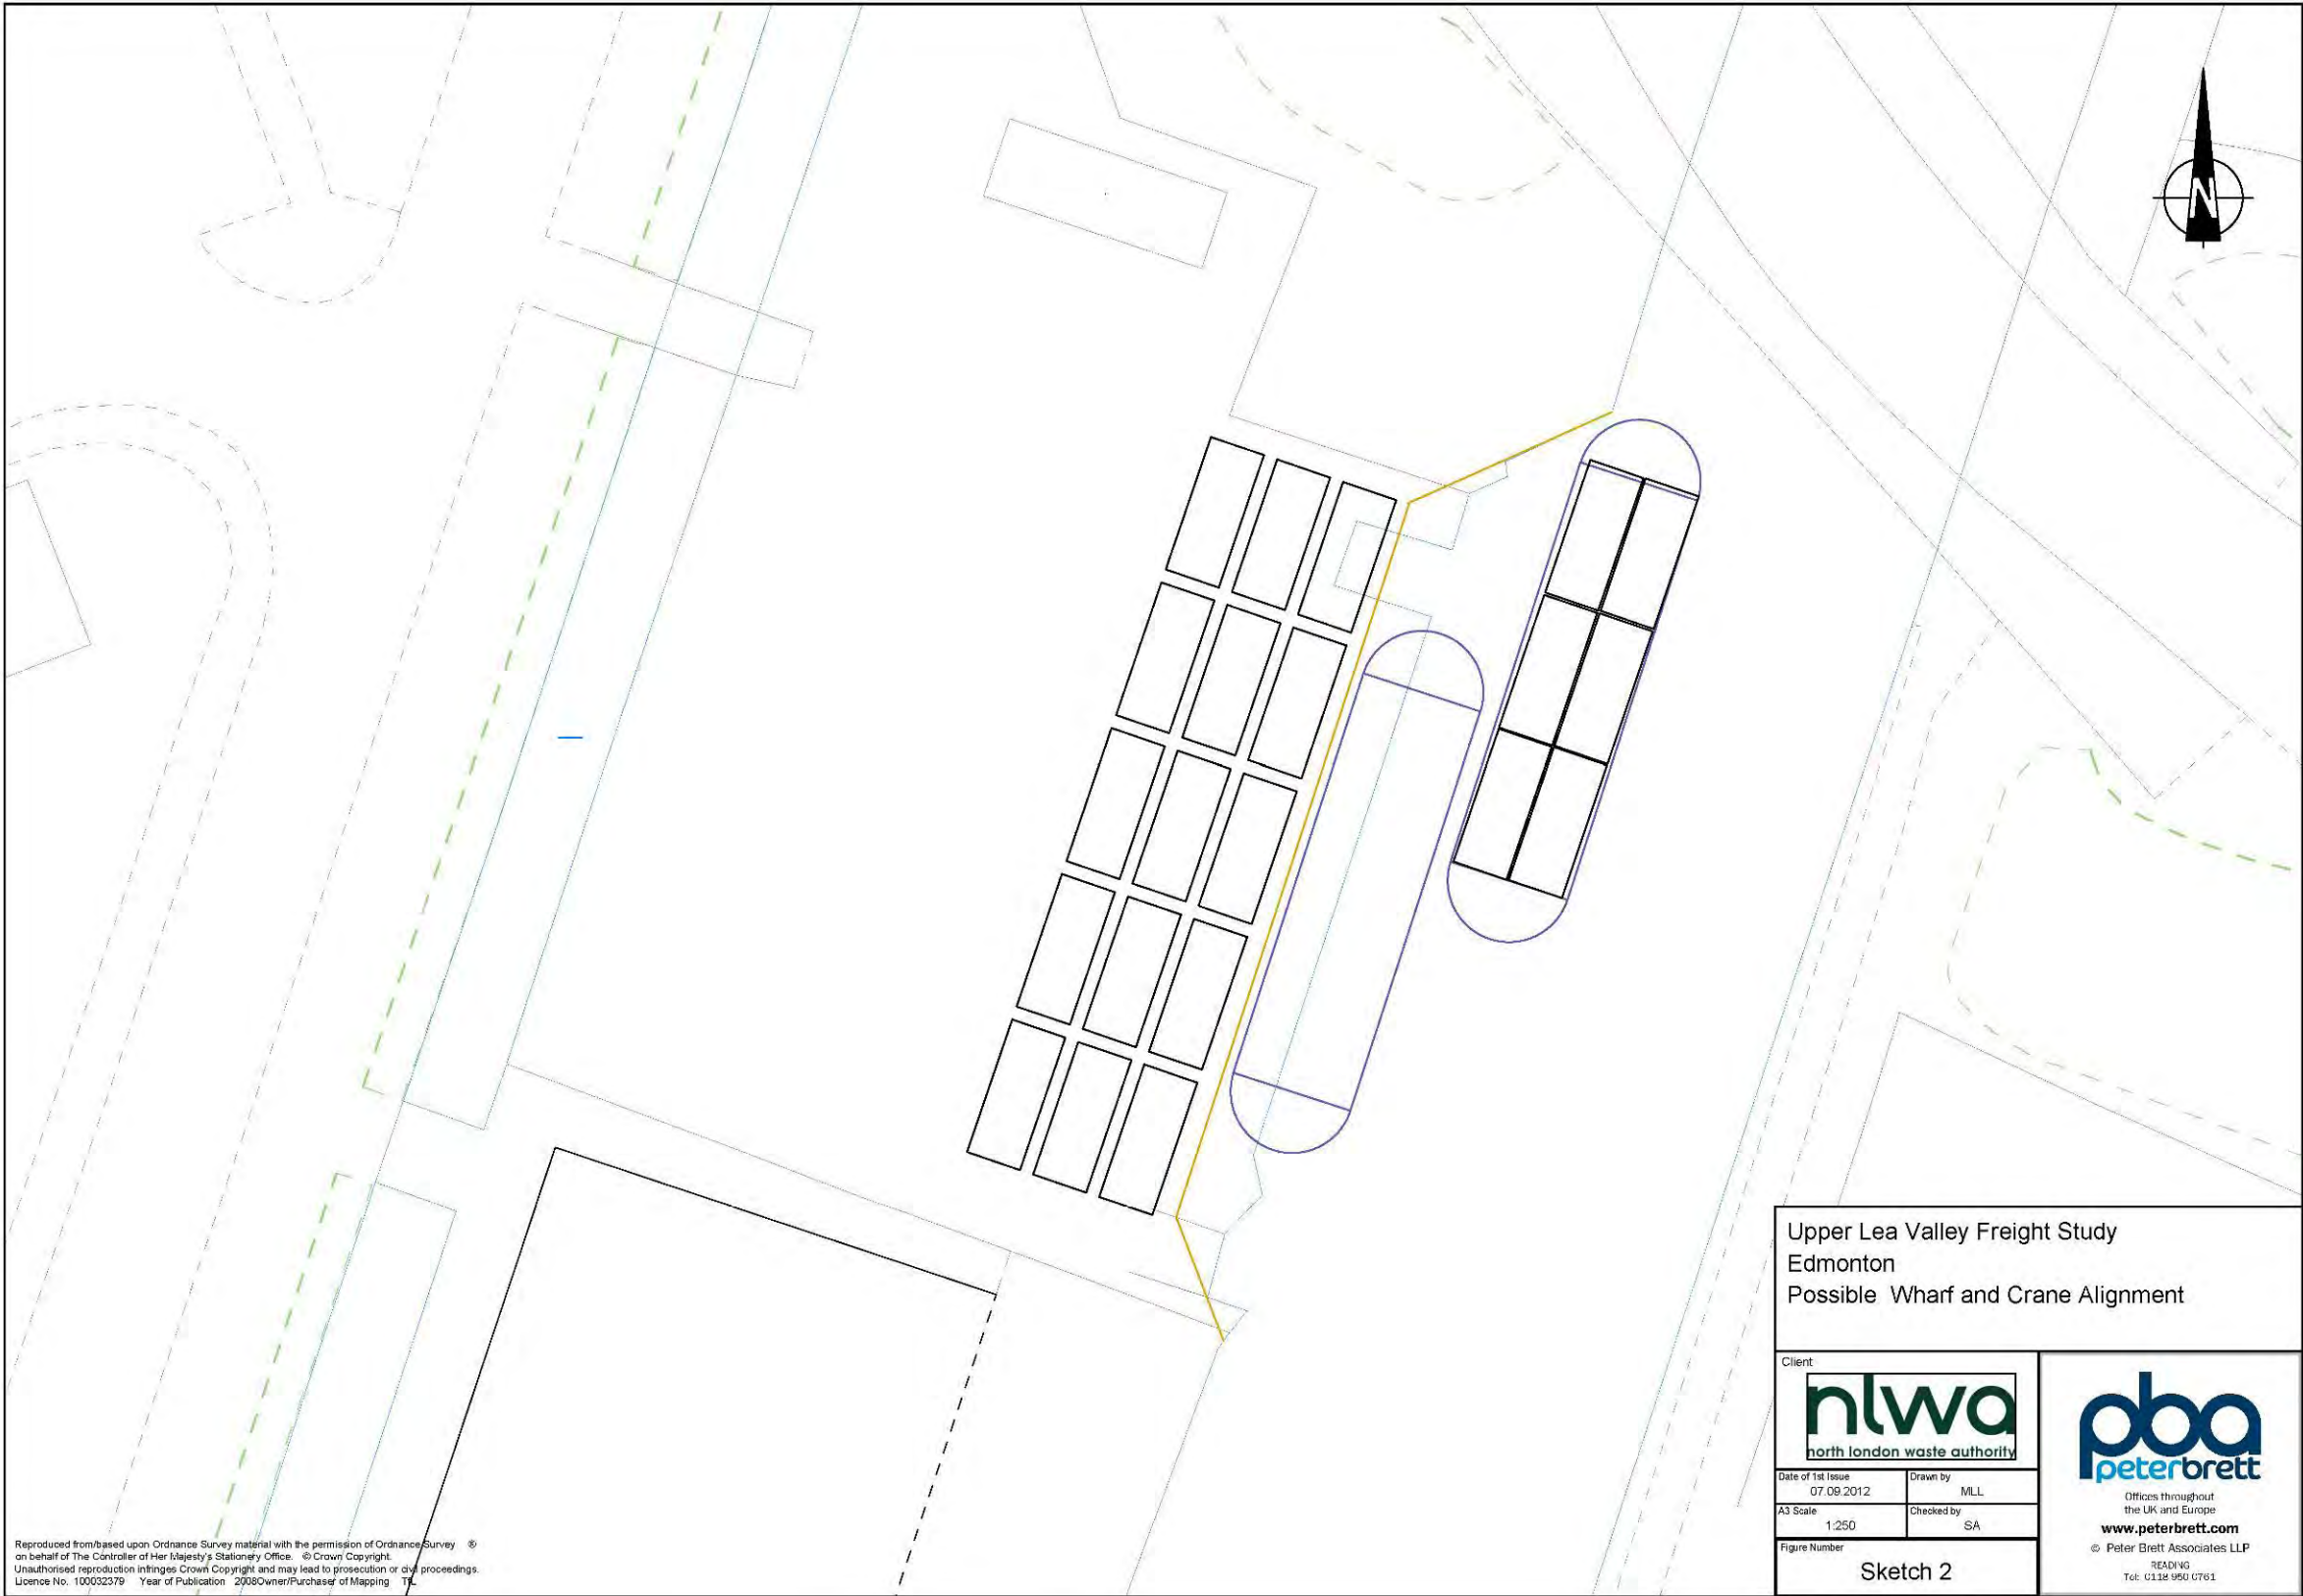 N
Upper Lea Valley Freight Study
Edmonton
Possible Wharf and Crane Alignment
Client
nlwa
north london waste authority
Date of 1st Issue
07.09.2012
Drawn by
MLL
A3 Scale
1:250
Checked by
SA
Figure Number
Sketch 2
pba
peterbrett
Offices throughout
the UK and Europe
www.peterbrett.com
© Peter Brett Associates LLP
READING
Tel: 0118 950 0761
Reproduced from/based upon Ordnance Survey material with the permission of Ordnance Survey ®
on behalf of The Controller of Her Majesty's Stationery Office. © Crown Copyright.
Unauthorised reproduction infringes Crown Copyright and may lead to prosecution or civil proceedings.
Licence No. 100032379 Year of Publication 2008Owner/Purchaser of Mapping TfL